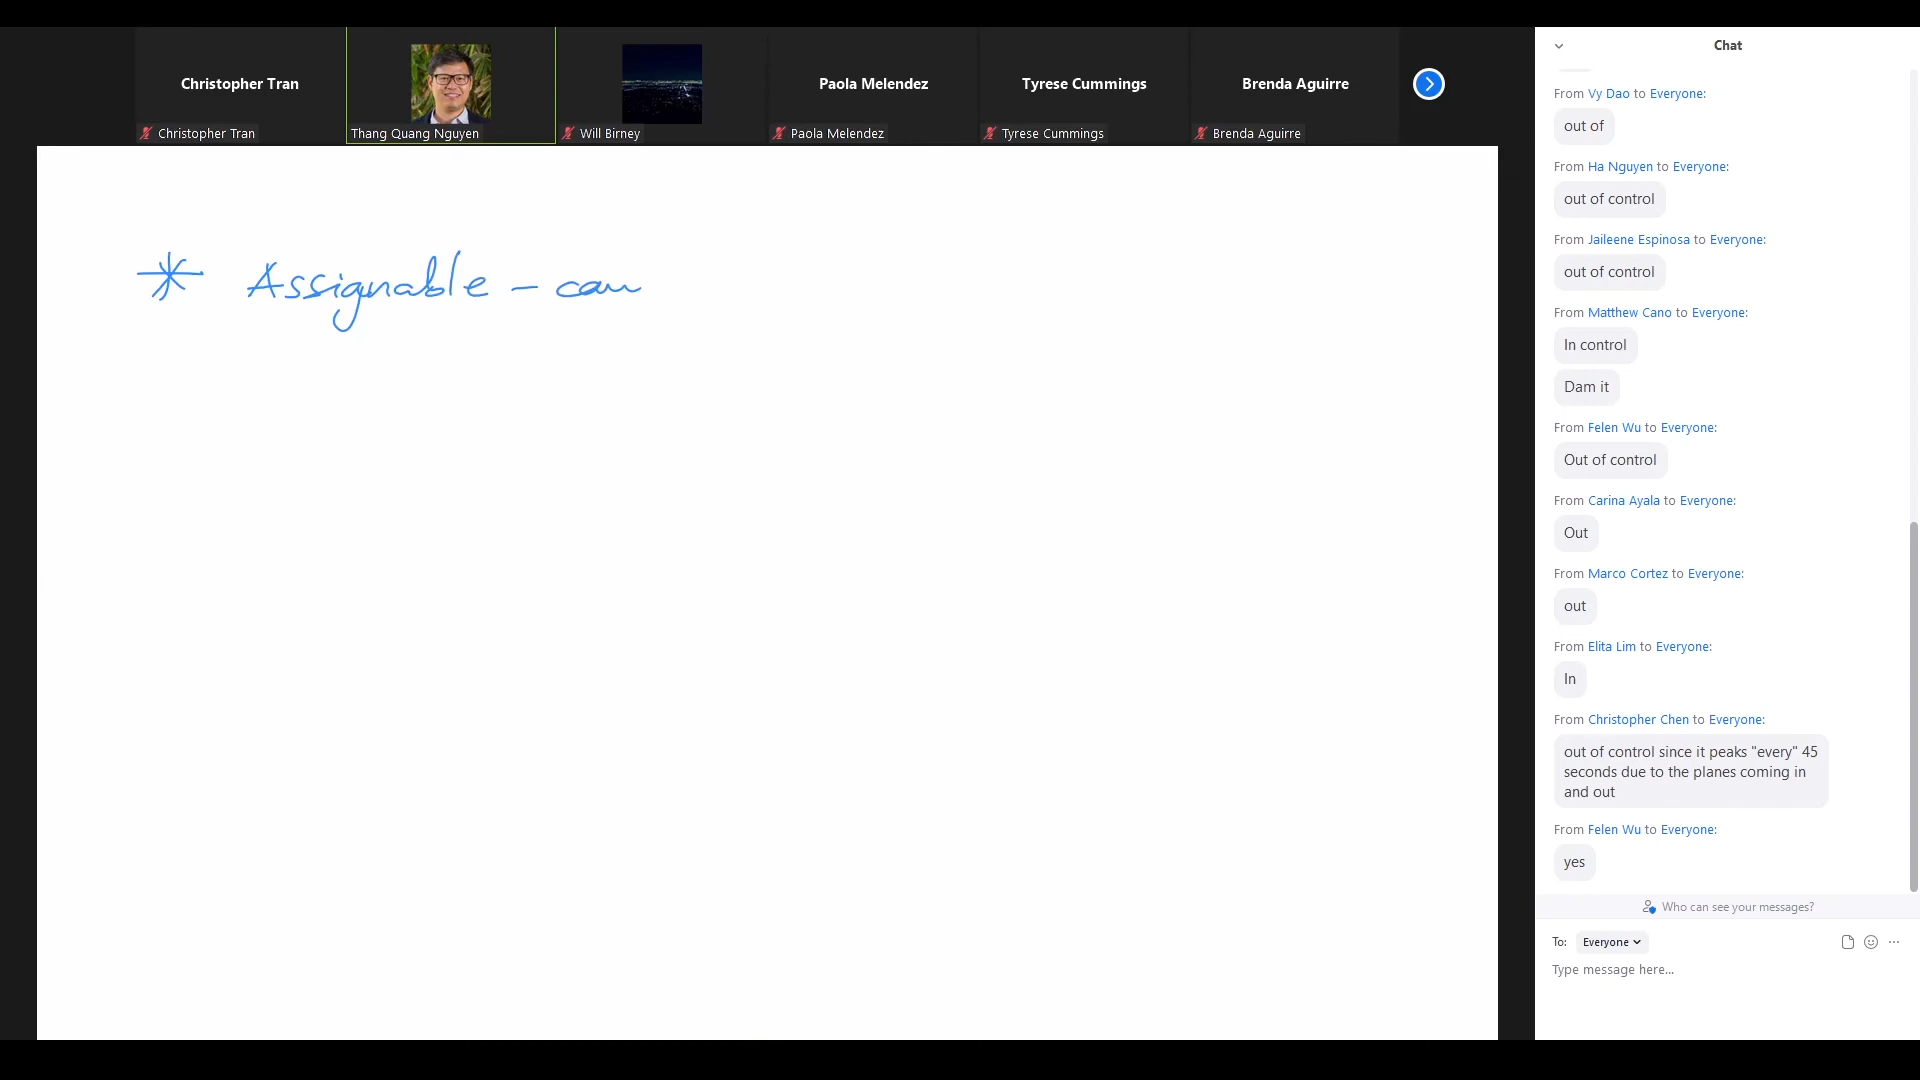 Christopher Tran
Paola Melendez
Tyrese Cummings
Brenda Aguirre
Christopher Tran
Thang Quang Nguyen
Will Birney
Paola Melendez
Tyrese Cummings
Brenda Aguirre
* Assignable - cau
Chat
From Vy Dao to Everyone:
out of
From Ha Nguyen to Everyone:
out of control
From Jaileene Espinosa to Everyone:
out of control
From Matthew Cano to Everyone:
In control
Dam it
From Felen Wu to Everyone:
Out of control
From Carina Ayala to Everyone:
Out
From Marco Cortez to Everyone:
out
From Elita Lim to Everyone:
In
From Christopher Chen to Everyone:
out of control since it peaks "every" 45
seconds due to the planes coming in
and out
From Felen Wu to Everyone:
yes
Who can see your messages?
To: Everyone
Type message here...